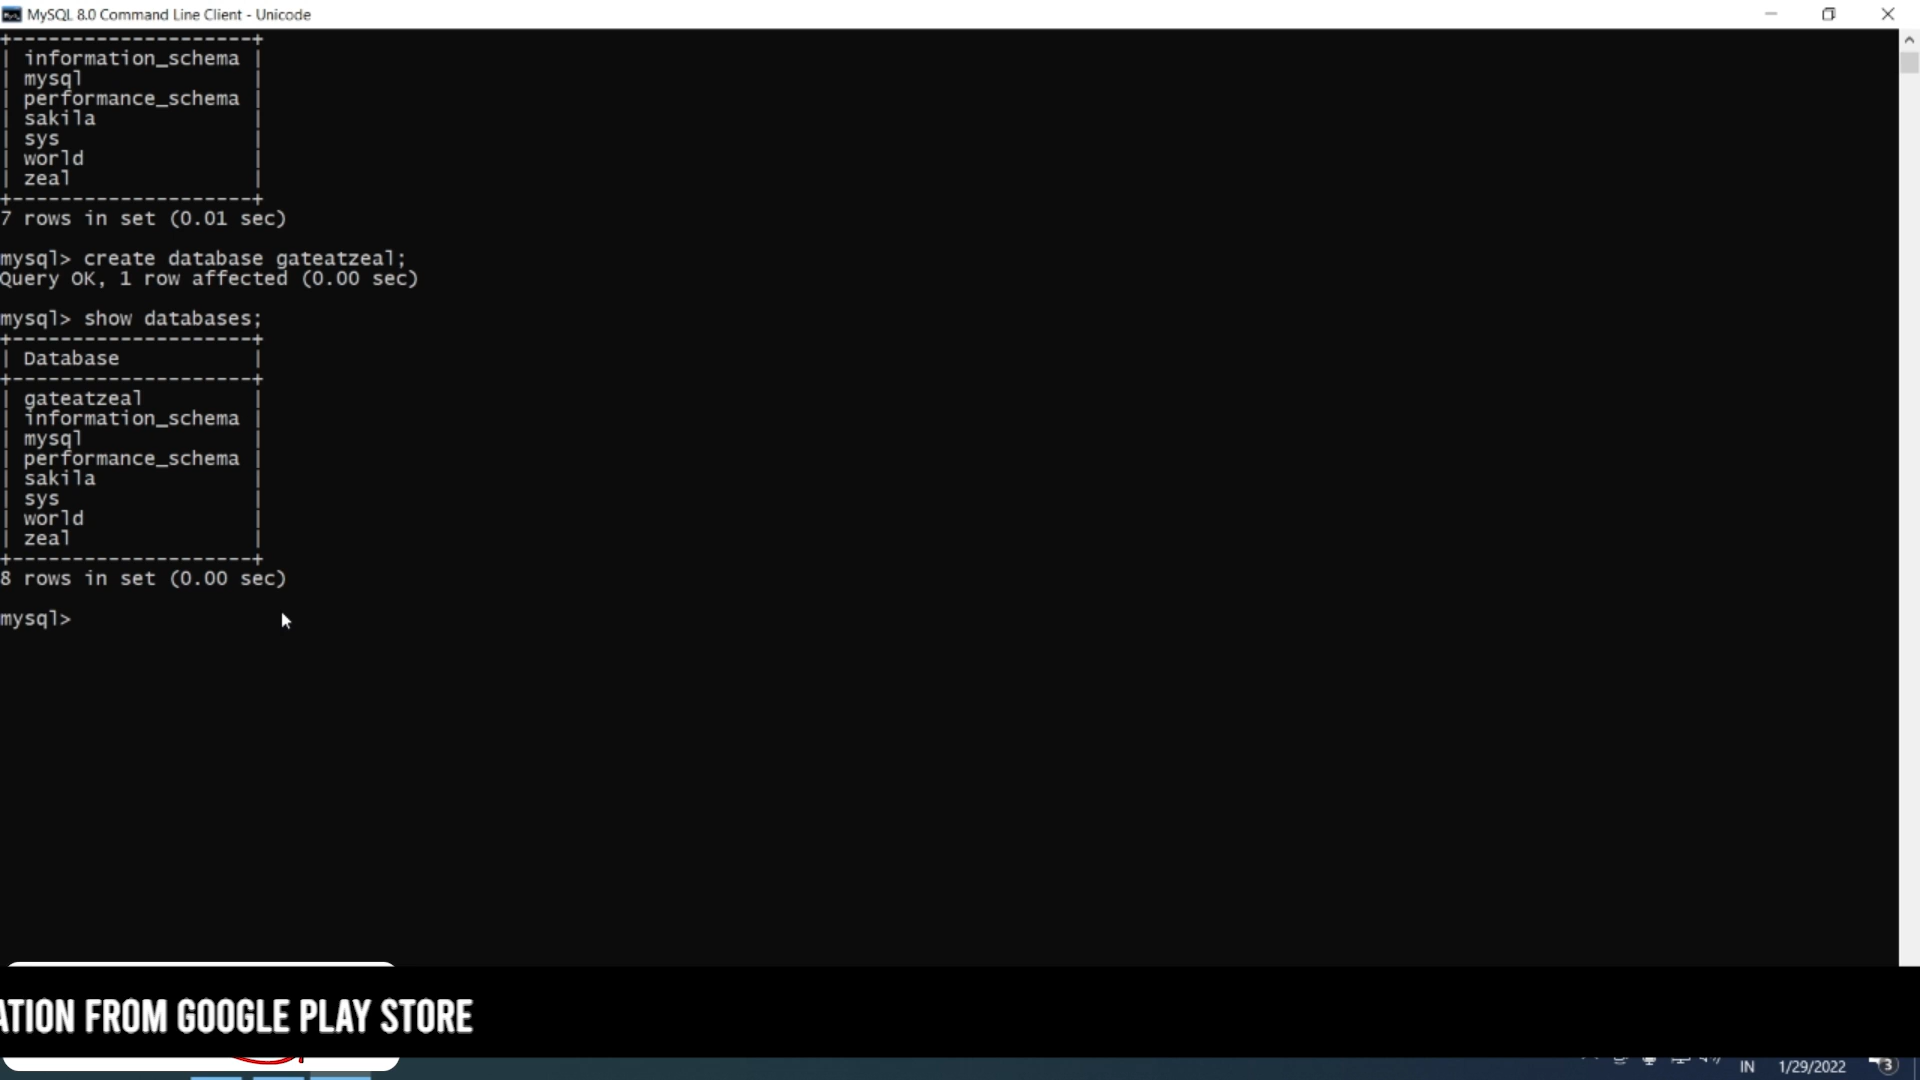 MySQL 8.0 Command Line Client - Unicode
+--------------------+
| information_schema |
| mysql              |
| performance_schema |
| sakila             |
| sys                |
| world              |
| zeal               |
+--------------------+
7 rows in set (0.01 sec)
mysql> create database gateatzeal;
Query OK, 1 row affected (0.00 sec)
mysql> show databases;
+--------------------+
| Database           |
+--------------------+
| gateatzeal         |
| information_schema |
| mysql              |
| performance_schema |
| sakila             |
| sys                |
| world              |
| zeal               |
+--------------------+
8 rows in set (0.00 sec)
mysql>
ATION FROM GOOGLE PLAY STORE
IN 1/29/2022 3